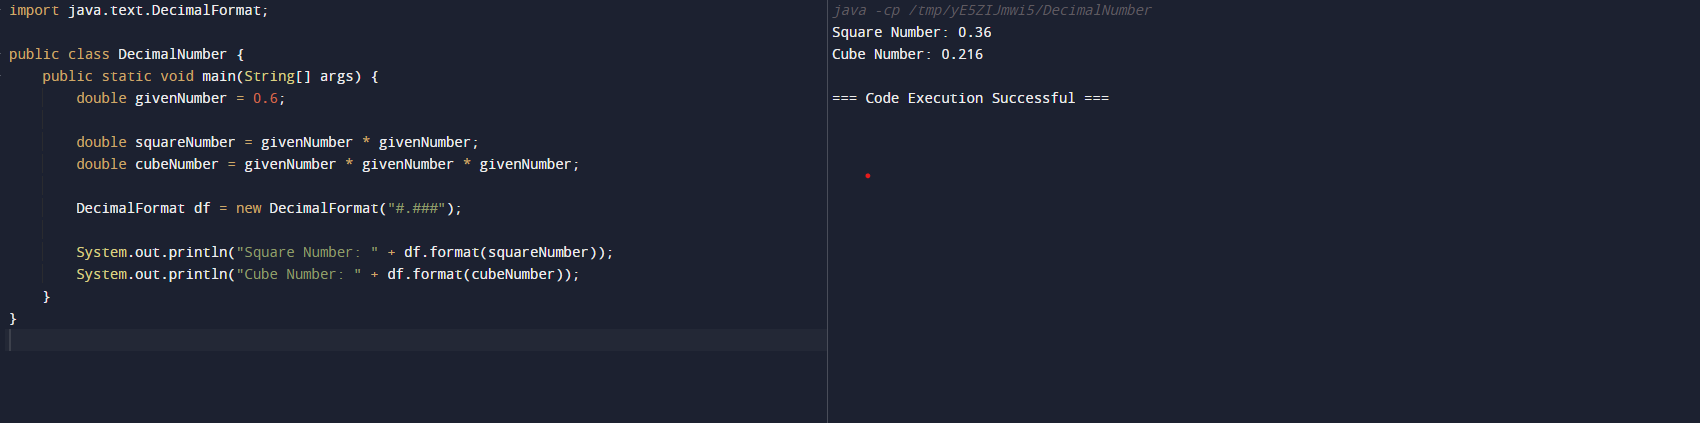 import java.text.DecimalFormat;
public class DecimalNumber {
public static void main(String[] args) {
double givenNumber = 0.6;
double squareNumber = givenNumber * givenNumber;
double cubeNumber = givenNumber * givenNumber * givenNumber;
DecimalFormat df = new DecimalFormat("#.###");
System.out.println("Square Number: " + df.format(squareNumber));
System.out.println("Cube Number: " + df.format(cubeNumber));
}
}
java -cp /tmp/yE5ZIJmwi5/DecimalNumber
Square Number: 0.36
Cube Number: 0.216
=== Code Execution Successful ===